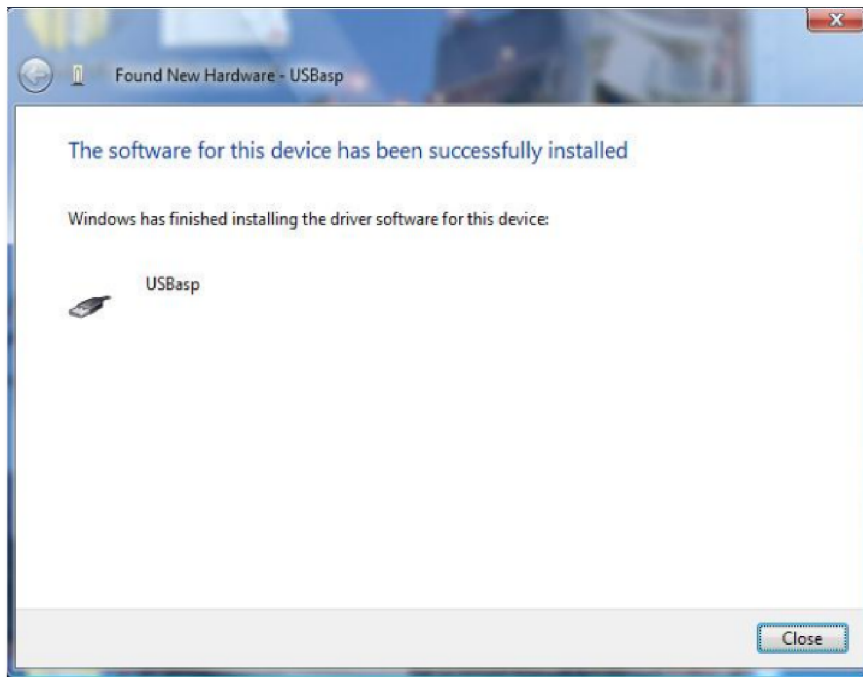 Found New Hardware - USBasp
The software for this device has been successfully installed
Windows has finished installing the driver software for this device:
USBasp
Close